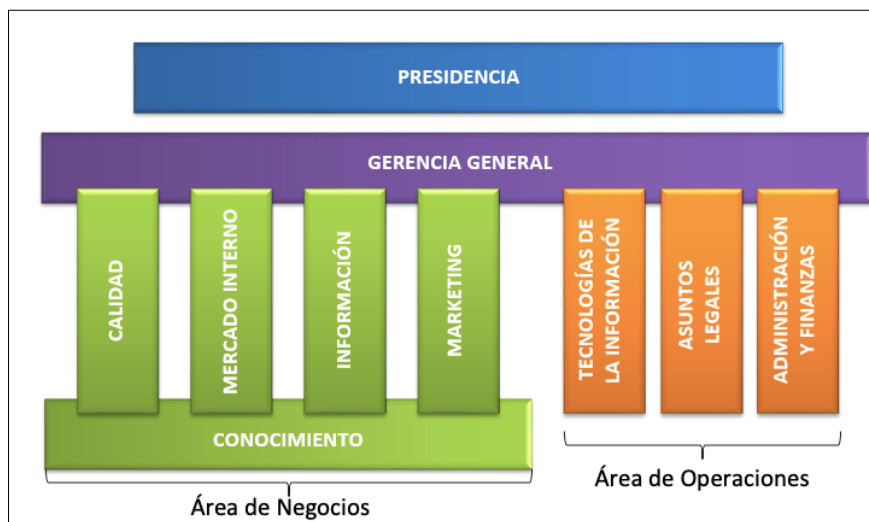 PRESIDENCIA
GERENCIA GENERAL
CALIDAD
MERCADO INTERNO
INFORMACIÓN
MARKETING
TECNOLOGÍAS DE
LA INFORMACIÓN
ASUNTOS
LEGALES
ADMINISTRACIÓN
Y FINANZAS
CONOCIMIENTO
Área de Negocios
Área de Operaciones